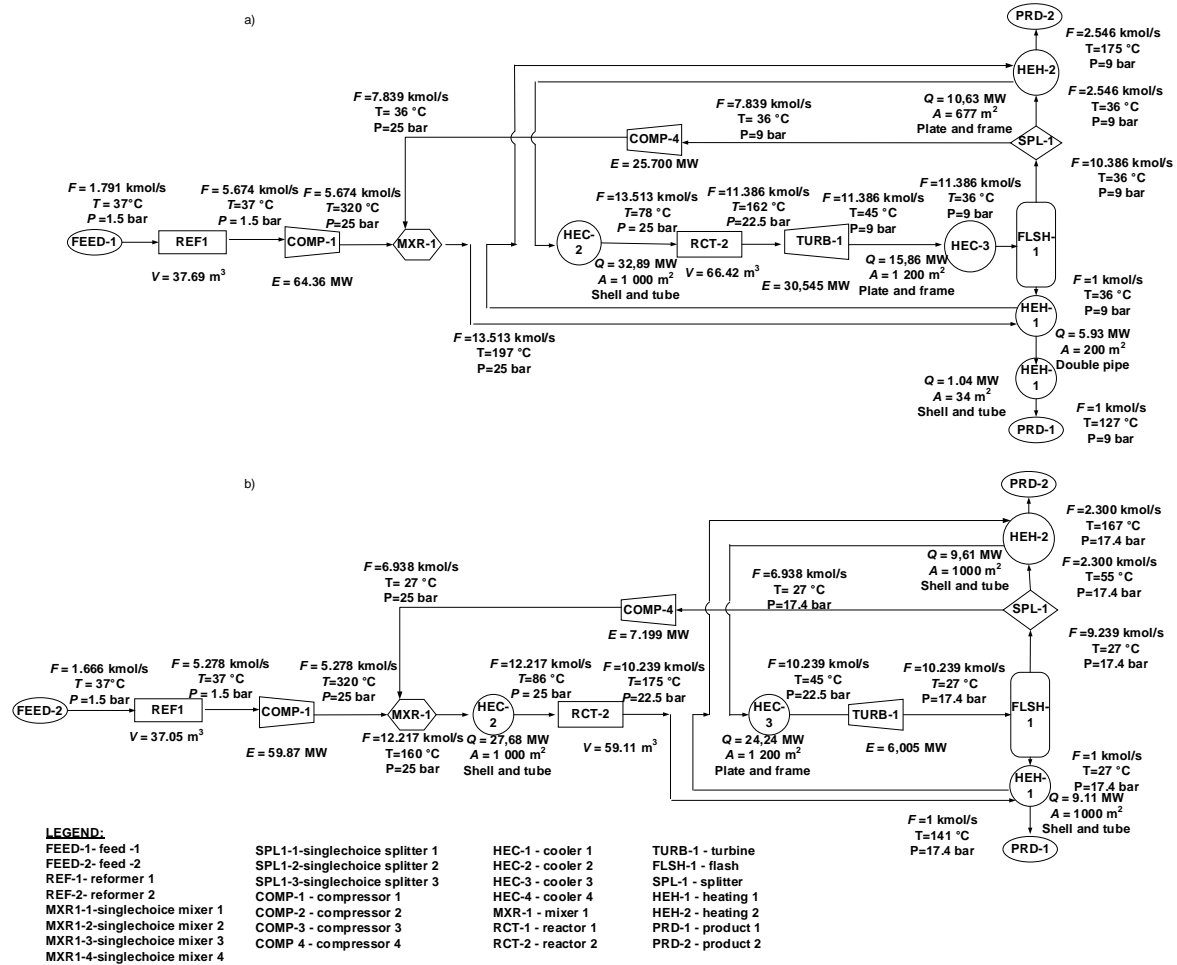 a)
PRD-2
F=2.546 kmol/s
T=175 °C
P=9 bar
HEH-2
F=7.839 kmol/s
T= 36 °C
P=25 bar
F=7.839 kmol/s
T= 36 °C
P=9 bar
Q = 10,63 MW
A = 677 m²
Plate and frame
F=2.546 kmol/s
T=36 °C
P=9 bar
COMP-4
SPL-1
E = 25.700 MW
F=10.386 kmol/s
T=36 °C
P=9 bar
F = 1.791 kmol/s
T = 37°C
P=1.5 bar
F = 5.674 kmol/s
T=37 °C
P = 1.5 bar
F = 5.674 kmol/s
T=320 °C
P=25 bar
F=13.513 kmol/s
T=78 °C
P= 25 bar
F=11.386 kmol/s
T=162 °C
P=22.5 bar
F=11.386 kmol/s
T=45 °C
P=9 bar
F=11.386 kmol/s
T=36 °C
P=9 bar
FEED-1
REF1
COMP-1
MXR-1
HEC-
2
RCT-2
TURB-1
HEC-3
FLSH-
1
V = 37.69 m³
E = 64.36 MW
Q = 32,89 MW
A = 1 000 m²
Shell and tube
V = 66.42 m³
E = 30,545 MW
Q = 15,86 MW
A = 1 200 m²
Plate and frame
F=1 kmol/s
T=36 °C
P=9 bar
HEH-
1
Q = 5.93 MW
A = 200 m²
Double pipe
F=13.513 kmol/s
T=197 °C
P=25 bar
HEH-
1
Q = 1.04 MW
A = 34 m²
Shell and tube
F=1 kmol/s
T=127 °C
P=9 bar
PRD-1
b)
PRD-2
F=2.300 kmol/s
T=167 °C
P=17.4 bar
HEH-2
Q = 9,61 MW
A = 1000 m²
Shell and tube
F=6.938 kmol/s
T= 27 °C
P=25 bar
F=6.938 kmol/s
T= 27 °C
P=17.4 bar
F=2.300 kmol/s
T=55 °C
P=17.4 bar
COMP-4
SPL-1
E = 7.199 MW
F=9.239 kmol/s
T=27 °C
P=17.4 bar
F = 1.666 kmol/s
T = 37°C
P=1.5 bar
F = 5.278 kmol/s
T=37 °C
P = 1.5 bar
F = 5.278 kmol/s
T=320 °C
P=25 bar
F=12.217 kmol/s
T=86 °C
P = 25 bar
F=10.239 kmol/s
T=175 °C
P=22.5 bar
F=10.239 kmol/s
T=45 °C
P=22.5 bar
F=10.239 kmol/s
T=27 °C
P=17.4 bar
FEED-2
REF1
COMP-1
MXR-1
HEC-
2
RCT-2
HEC-
3
TURB-1
FLSH-
1
V = 37.05 m³
E = 59.87 MW
F=12.217 kmol/s
T=160 °C
P=25 bar
Q = 27,68 MW
A = 1 000 m²
Shell and tube
V = 59.11 m³
Q = 24,24 MW
A = 1 200 m²
Plate and frame
E = 6,005 MW
F=1 kmol/s
T=27 °C
P=17.4 bar
HEH-
1
Q = 9.11 MW
A = 1000 m²
Shell and tube
F=1 kmol/s
T=141 °C
P=17.4 bar
PRD-1
LEGEND:
FEED-1- feed -1
FEED-2- feed -2
REF-1- reformer 1
REF-2- reformer 2
MXR1-1-singlechoice mixer 1
MXR1-2-singlechoice mixer 2
MXR1-3-singlechoice mixer 3
MXR1-4-singlechoice mixer 4
SPL1-1-singlechoice splitter 1
SPL1-2-singlechoice splitter 2
SPL1-3-singlechoice splitter 3
COMP-1 - compressor 1
COMP-2 - compressor 2
COMP-3 - compressor 3
COMP 4 - compressor 4
HEC-1 - cooler 1
HEC-2 - cooler 2
HEC-3 - cooler 3
HEC-4 - cooler 4
MXR-1 - mixer 1
RCT-1 - reactor 1
RCT-2 - reactor 2
TURB-1 - turbine
FLSH-1 - flash
SPL-1 - splitter
HEH-1 - heating 1
HEH-2 - heating 2
PRD-1 - product 1
PRD-2 - product 2